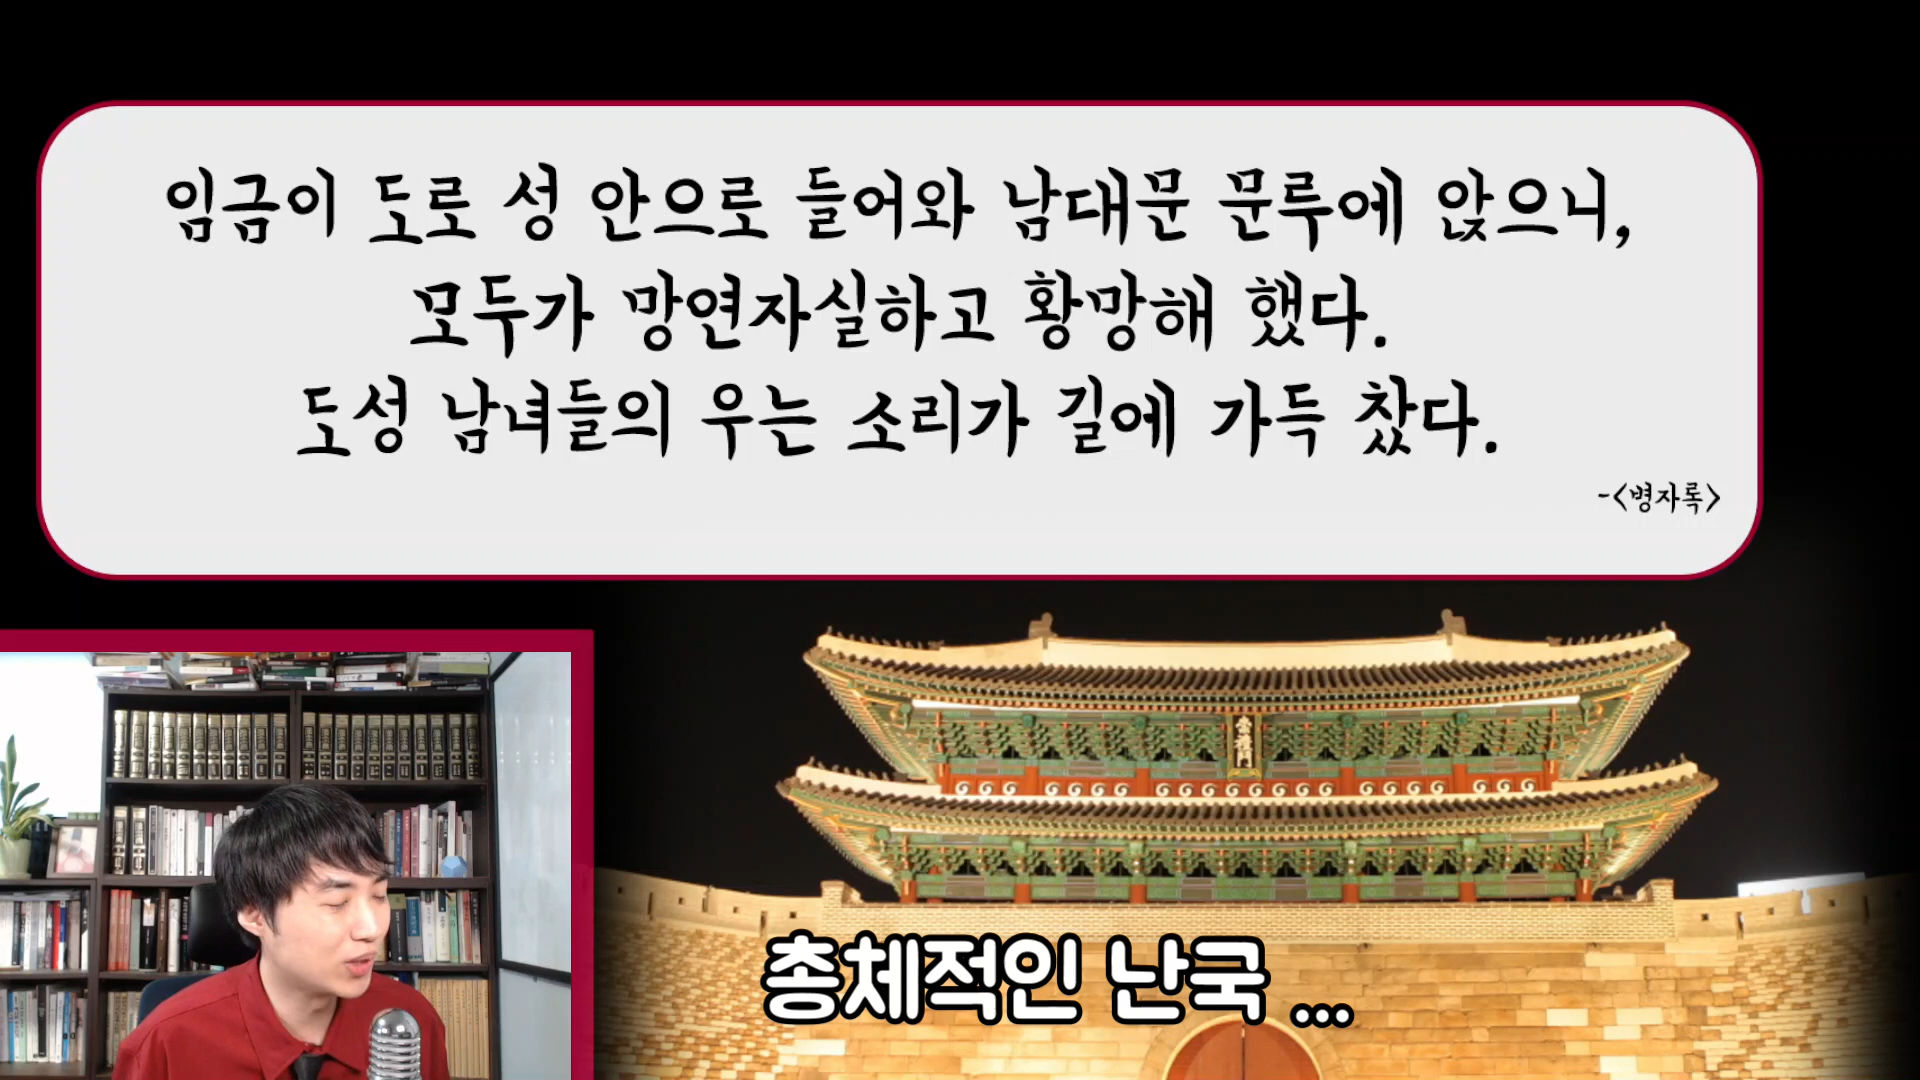 임금이 도로 성 안으로 들어와 남대문 문루에 앉으니,
모두가 망연자실하고 황망해 했다.
도성 남녀들의 우는 소리가 길에 가득 찼다.
-<병자록>
崇禮門
총체적인 난국 ...